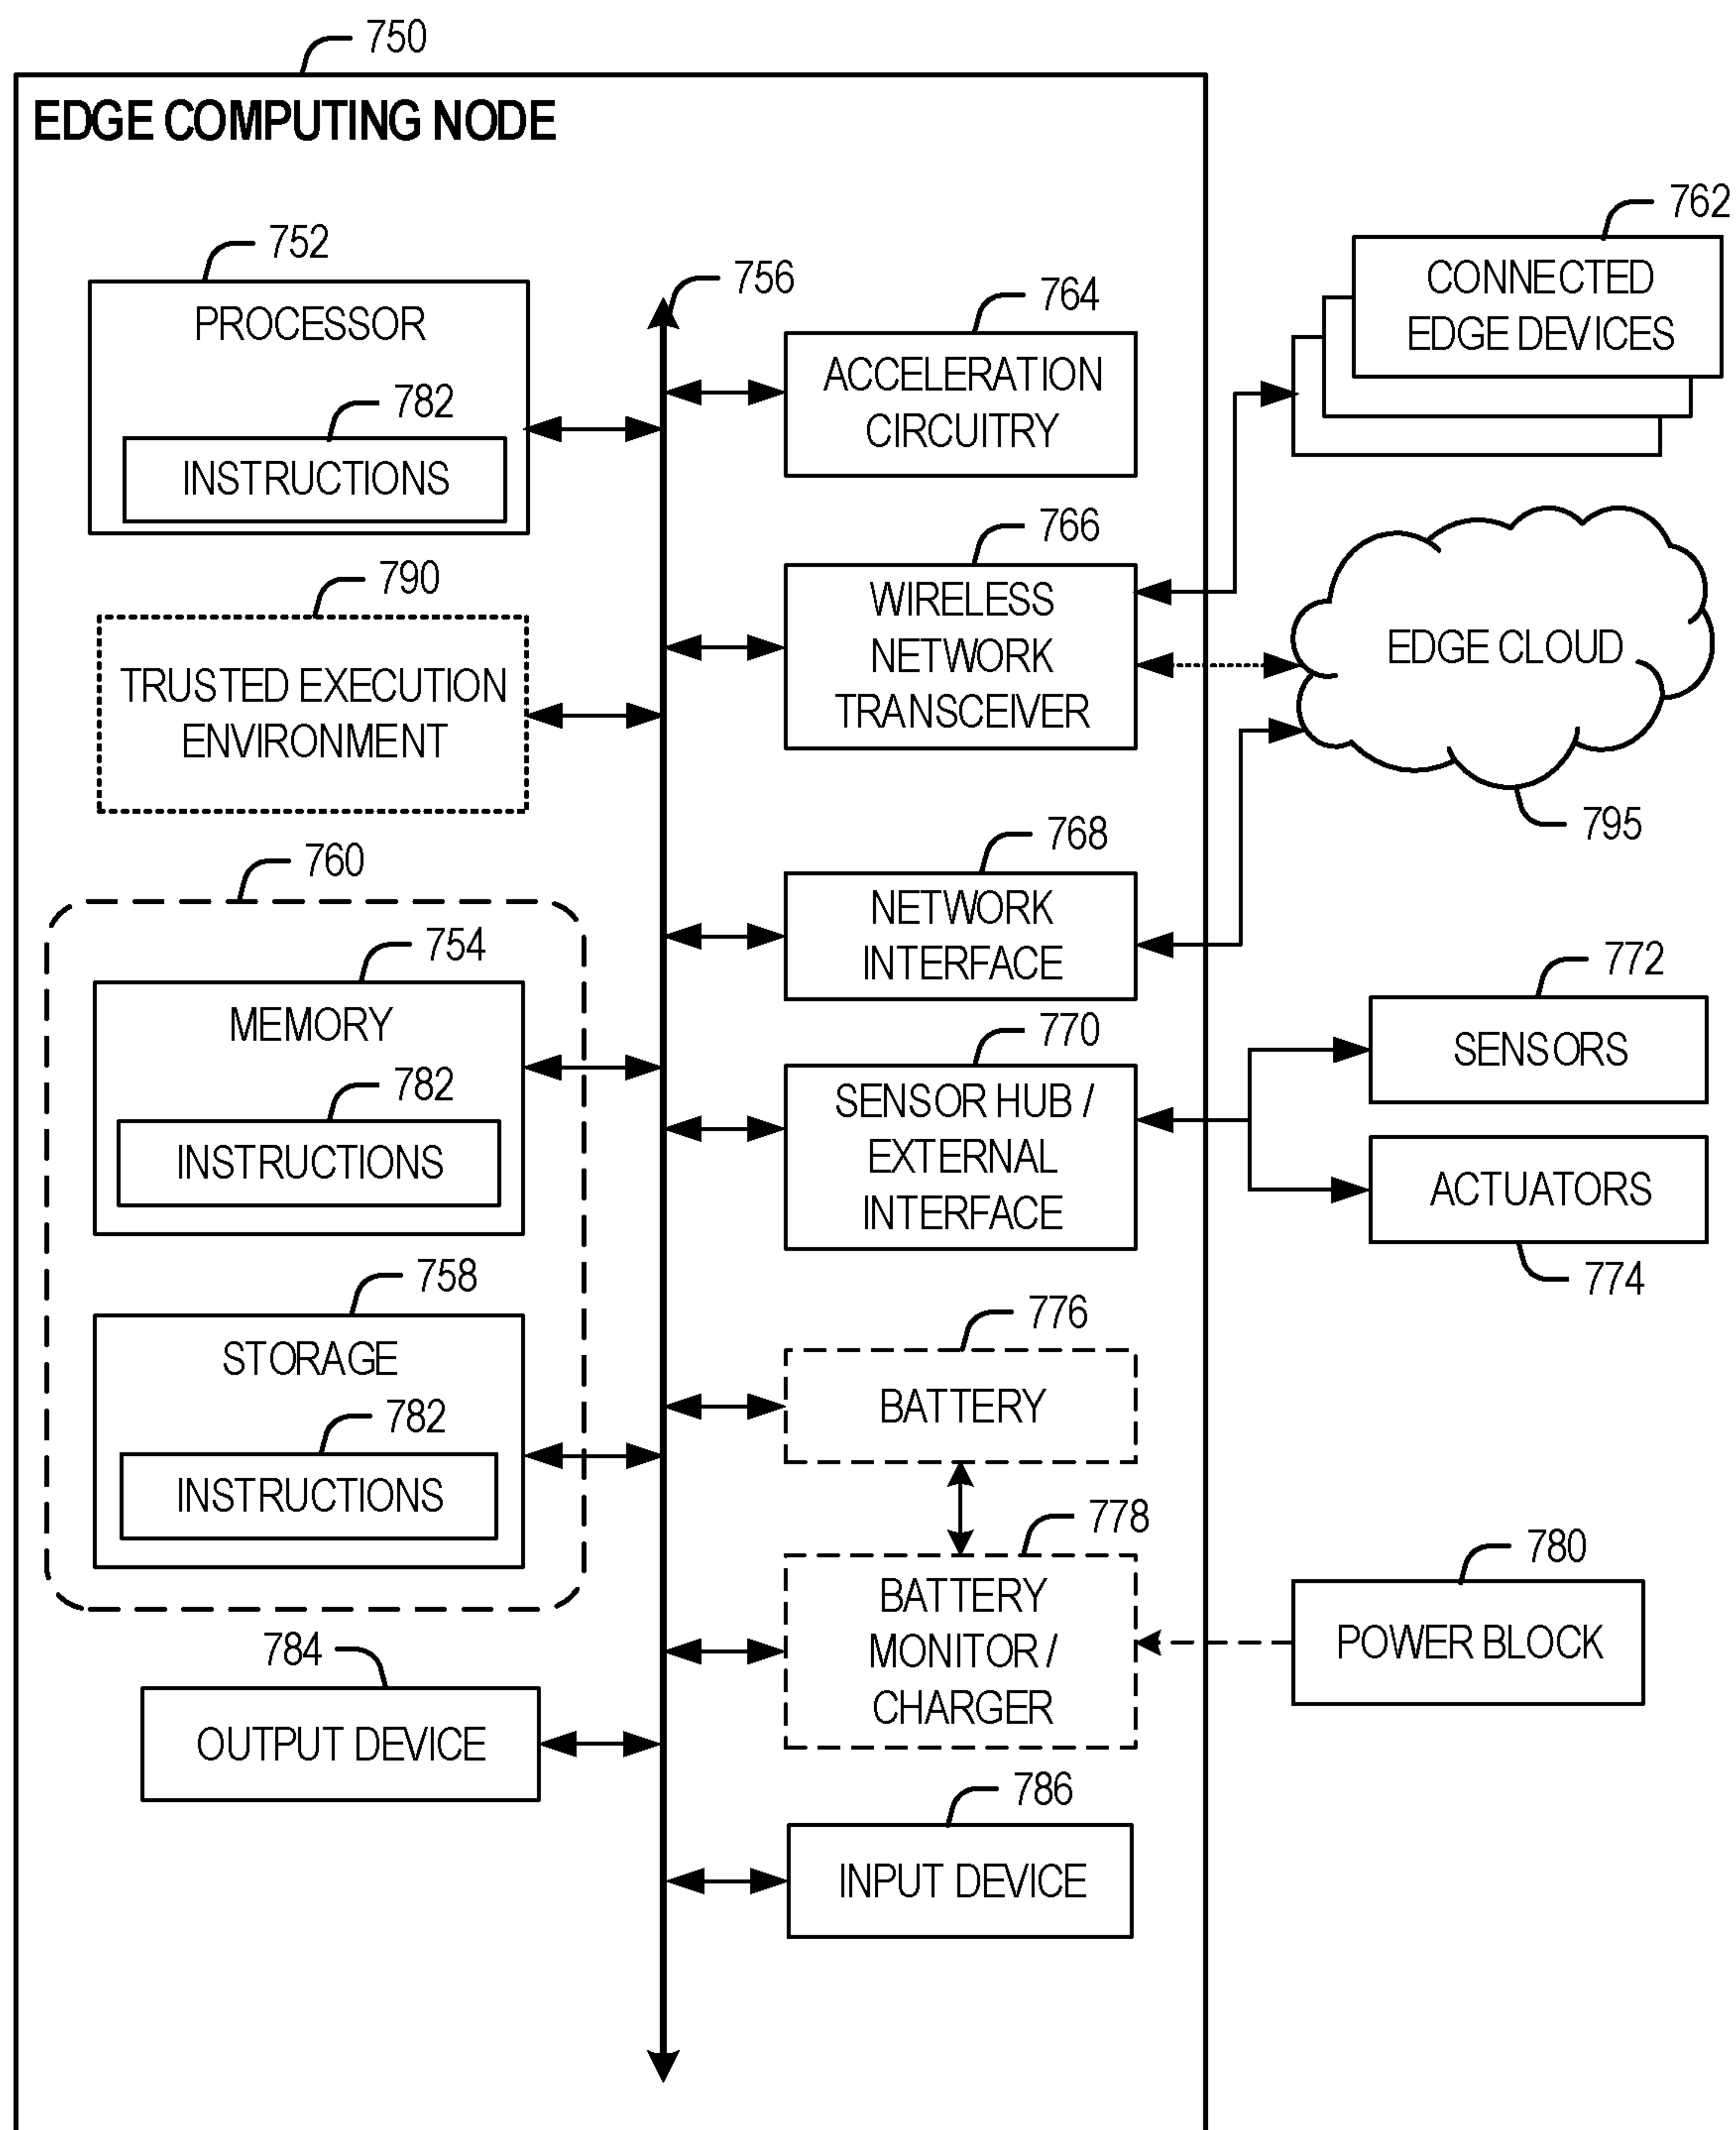 750
EDGE COMPUTING NODE
752
PROCESSOR
782
INSTRUCTIONS
790
TRUSTED EXECUTION
ENVIRONMENT
760
754
MEMORY
782
INSTRUCTIONS
758
STORAGE
782
INSTRUCTIONS
784
OUTPUT DEVICE
756
764
ACCELERATION
CIRCUITRY
766
WIRELESS
NETWORK
TRANSCEIVER
768
NETWORK
INTERFACE
770
SENSOR HUB /
EXTERNAL
INTERFACE
776
BATTERY
778
BATTERY
MONITOR /
CHARGER
786
INPUT DEVICE
762
CONNECTED
EDGE DEVICES
EDGE CLOUD
795
772
SENSORS
ACTUATORS
774
780
POWER BLOCK